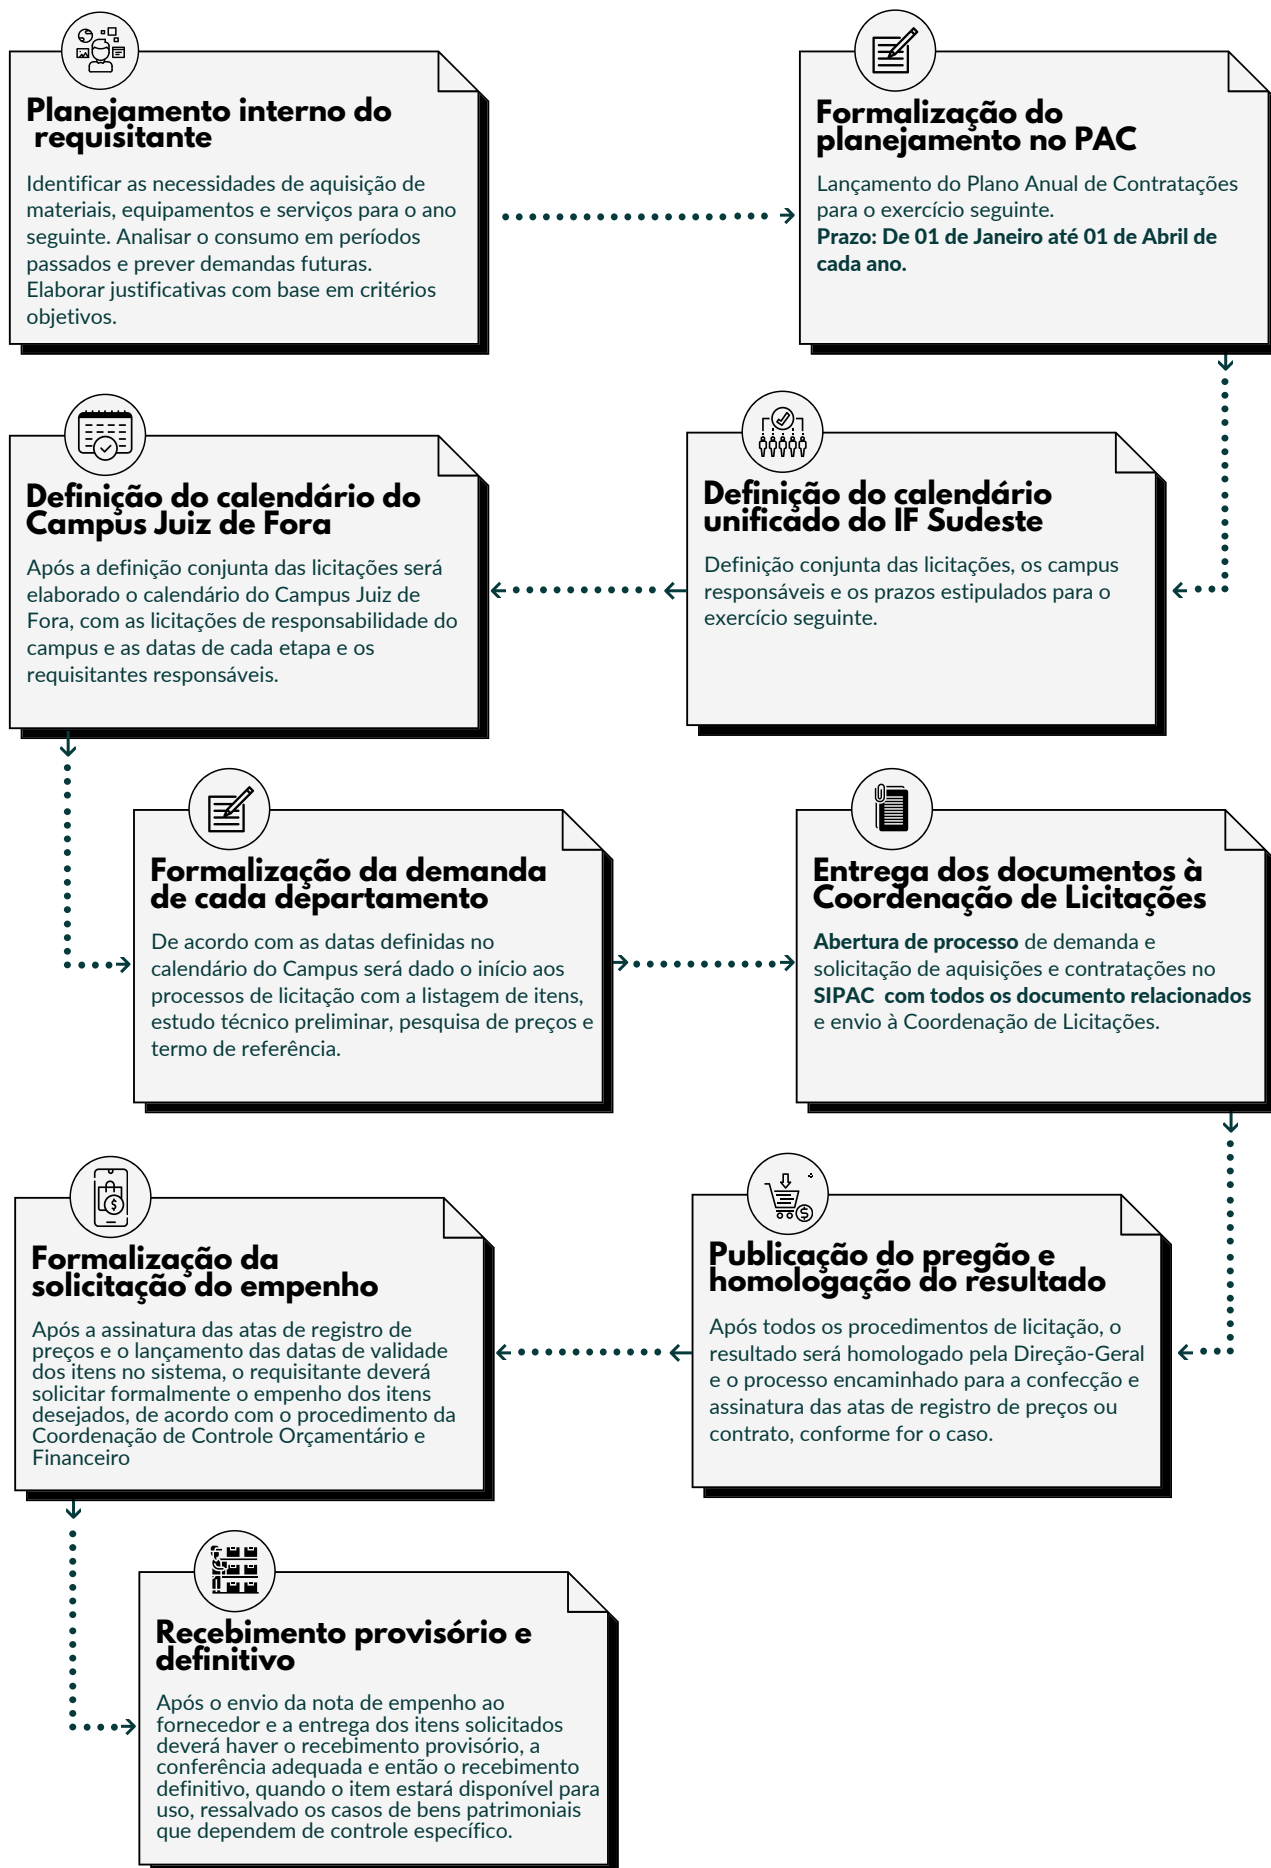 Planejamento interno do
requisitante
Identificar as necessidades de aquisição de
materiais, equipamentos e serviços para o ano
seguinte. Analisar o consumo em períodos
passados e prever demandas futuras.
Elaborar justificativas com base em critérios
objetivos.
Formalização do
planejamento no PAC
Lançamento do Plano Anual de Contratações
para o exercício seguinte.
Prazo: De 01 de Janeiro até 01 de Abril de
cada ano.
Definição do calendário
unificado do IF Sudeste
Definição conjunta das licitações, os campus
responsáveis e os prazos estipulados para o
exercício seguinte.
Definição do calendário do
Campus Juiz de Fora
Após a definição conjunta das licitações será
elaborado o calendário do Campus Juiz de
Fora, com as licitações de responsabilidade do
campus e as datas de cada etapa e os
requisitantes responsáveis.
Formalização da demanda
de cada departamento
De acordo com as datas definidas no
calendário do Campus será dado o início aos
processos de licitação com a listagem de itens,
estudo técnico preliminar, pesquisa de preços e
termo de referência.
Entrega dos documentos à
Coordenação de Licitações
Abertura de processo de demanda e
solicitação de aquisições e contratações no
SIPAC com todos os documento relacionados
e envio à Coordenação de Licitações.
Publicação do pregão e
homologação do resultado
Após todos os procedimentos de licitação, o
resultado será homologado pela Direção-Geral
e o processo encaminhado para a confecção e
assinatura das atas de registro de preços ou
contrato, conforme for o caso.
Formalização da
solicitação do empenho
Após a assinatura das atas de registro de
preços e o lançamento das datas de validade
dos itens no sistema, o requisitante deverá
solicitar formalmente o empenho dos itens
desejados, de acordo com o procedimento da
Coordenação de Controle Orçamentário e
Financeiro
Recebimento provisório e
definitivo
Após o envio da nota de empenho ao
fornecedor e a entrega dos itens solicitados
deverá haver o recebimento provisório, a
conferência adequada e então o recebimento
definitivo, quando o item estará disponível para
uso, ressalvado os casos de bens patrimoniais
que dependem de controle específico.